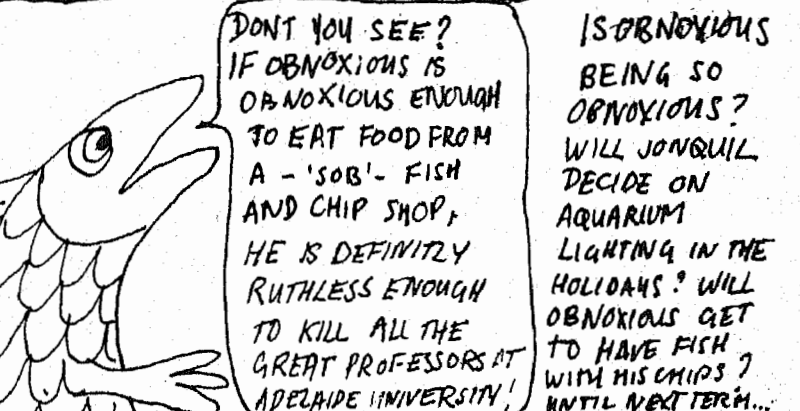 DONT YOU SEE?
IF OBNOXIOUS IS
OBNOXIOUS ENOUGH
TO EAT FOOD FROM
A - 'SOB' - FISH
AND CHIP SHOP,
HE IS DEFINITLY
RUTHLESS ENOUGH
TO KILL ALL THE
GREAT PROFESSORS AT
ADELAIDE UNIVERSITY!
IS OBNOXIOUS
BEING SO
OBNOXIOUS?
WILL JONQUIL
DECIDE ON
AQUARIUM
LIGHTING IN THE
HOLIDAYS? WILL
OBNOXIOUS GET
TO HAVE FISH
WITH HIS CHIPS?
UNTIL NEXT TERM...